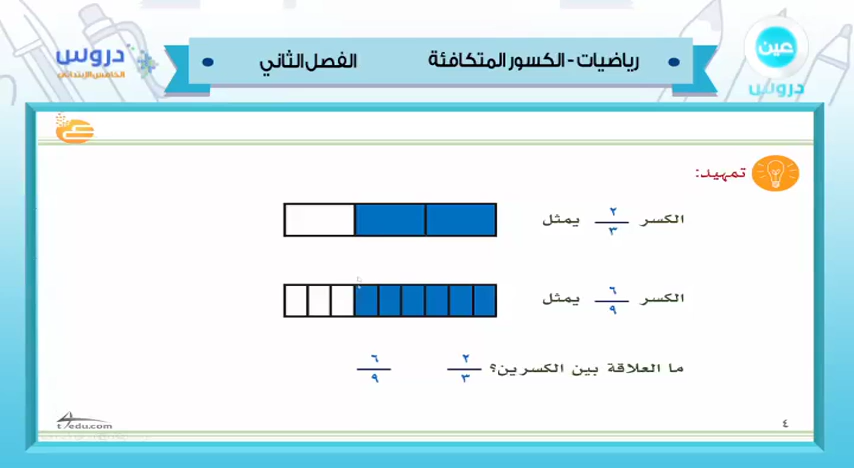 عين
دروس
رياضيات - الكسور المتكافئة
الفصل الثاني
دروس
الخامس الإبتدائي
تمهيد:
الكسر ٢/٣ يمثل
الكسر ٦/٩ يمثل
ما العلاقة بين الكسرين؟ ٢/٣ ٦/٩
t4edu.com
٤